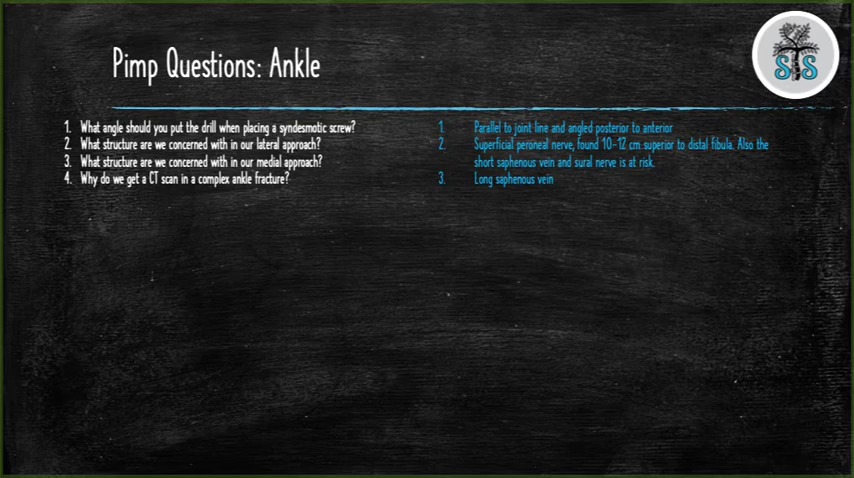 Pimp Questions: Ankle
STS
1. What angle should you put the drill when placing a syndesmotic screw?
2. What structure are we concerned with in our lateral approach?
3. What structure are we concerned with in our medial approach?
4. Why do we get a CT scan in a complex ankle fracture?
1. Parallel to joint line and angled posterior to anterior
2. Superficial peroneal nerve, found 10-12 cm superior to distal fibula. Also the
short saphenous vein and sural nerve is at risk.
3. Long saphenous vein